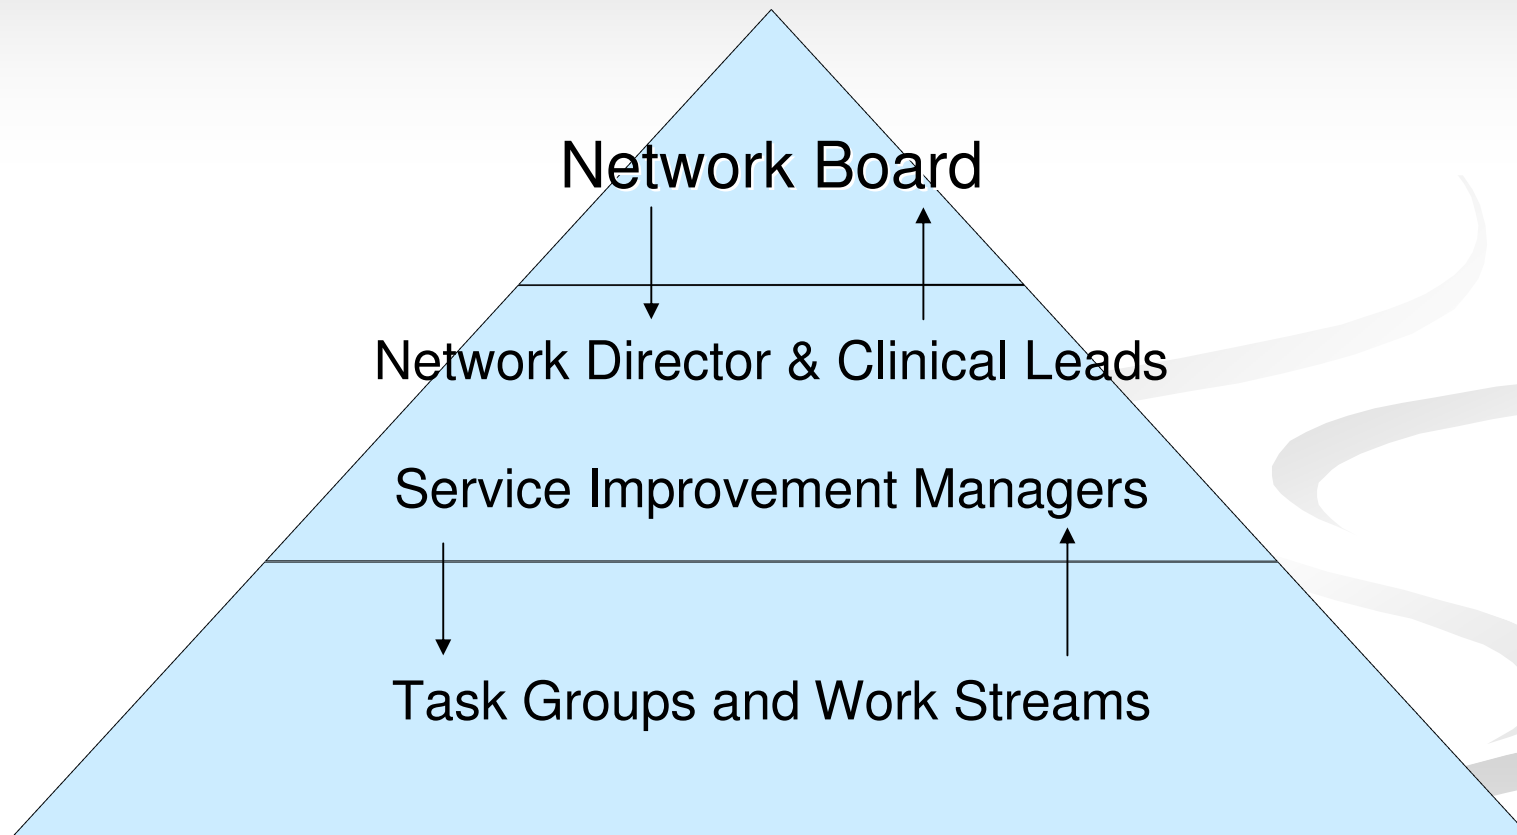 Network Board
Network Director & Clinical Leads
Service Improvement Managers
Task Groups and Work Streams